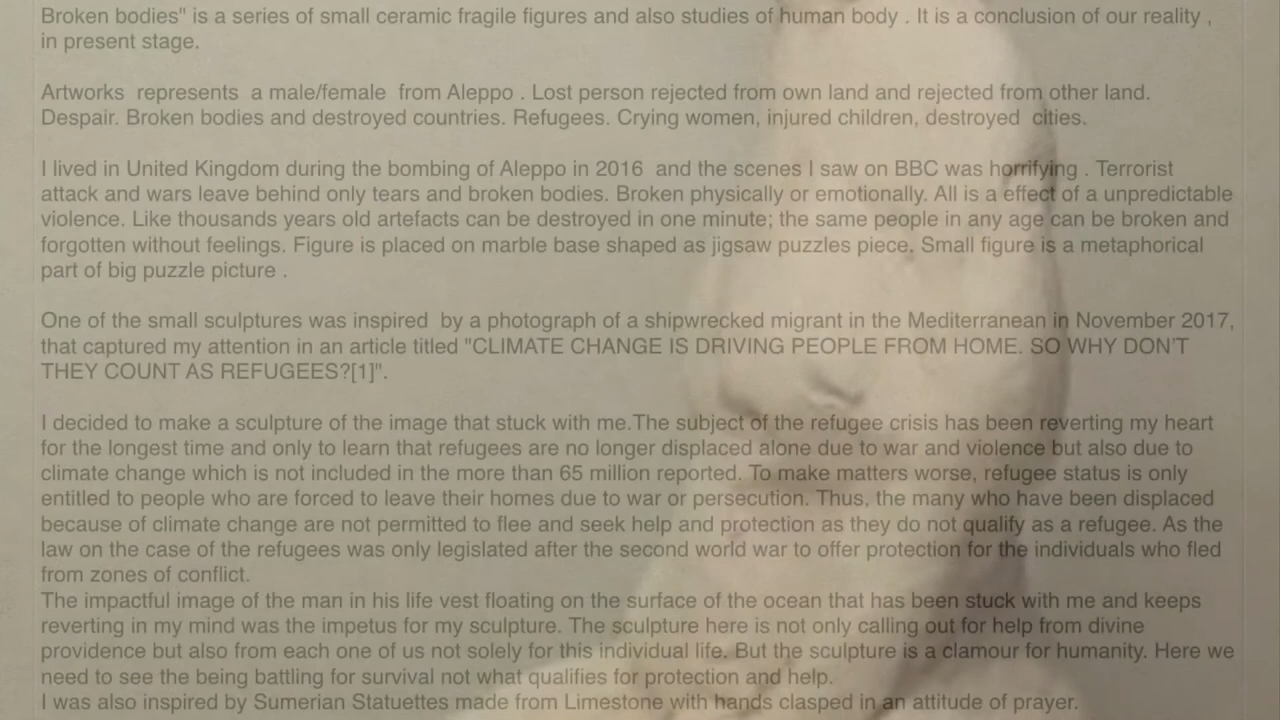 Broken bodies" is a series of small ceramic fragile figures and also studies of human body . It is a conclusion of our reality ,
in present stage.
Artworks represents a male/female from Aleppo . Lost person rejected from own land and rejected from other land.
Despair. Broken bodies and destroyed countries. Refugees. Crying women, injured children, destroyed cities.
I lived in United Kingdom during the bombing of Aleppo in 2016 and the scenes I saw on BBC was horrifying . Terrorist
attack and wars leave behind only tears and broken bodies. Broken physically or emotionally. All is a effect of a unpredictable
violence. Like thousands years old artefacts can be destroyed in one minute; the same people in any age can be broken and
forgotten without feelings. Figure is placed on marble base shaped as jigsaw puzzles piece. Small figure is a metaphorical
part of big puzzle picture .
One of the small sculptures was inspired by a photograph of a shipwrecked migrant in the Mediterranean in November 2017,
that captured my attention in an article titled "CLIMATE CHANGE IS DRIVING PEOPLE FROM HOME. SO WHY DON'T
THEY COUNT AS REFUGEES?[1]".
I decided to make a sculpture of the image that stuck with me.The subject of the refugee crisis has been reverting my heart
for the longest time and only to learn that refugees are no longer displaced alone due to war and violence but also due to
climate change which is not included in the more than 65 million reported. To make matters worse, refugee status is only
entitled to people who are forced to leave their homes due to war or persecution. Thus, the many who have been displaced
because of climate change are not permitted to flee and seek help and protection as they do not qualify as a refugee. As the
law on the case of the refugees was only legislated after the second world war to offer protection for the individuals who fled
from zones of conflict.
The impactful image of the man in his life vest floating on the surface of the ocean that has been stuck with me and keeps
reverting in my mind was the impetus for my sculpture. The sculpture here is not only calling out for help from divine
providence but also from each one of us not solely for this individual life. But the sculpture is a clamour for humanity. Here we
need to see the being battling for survival not what qualifies for protection and help.
I was also inspired by Sumerian Statuettes made from Limestone with hands clasped in an attitude of prayer.